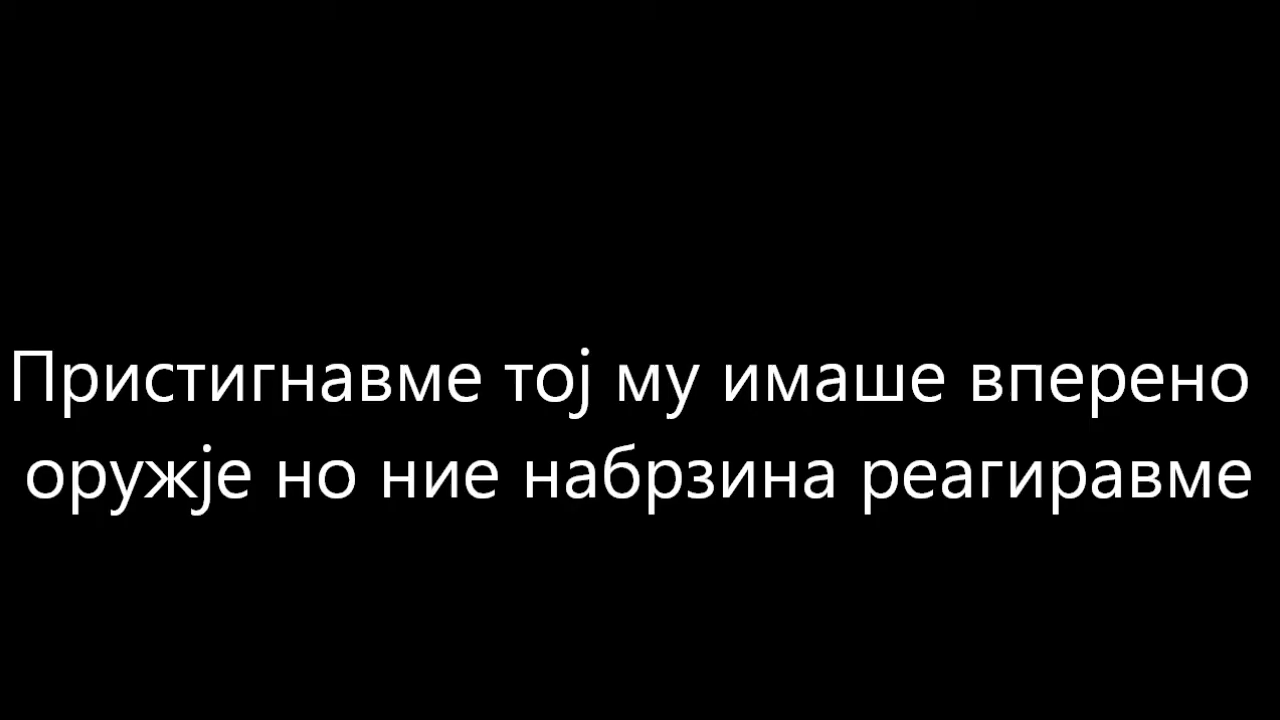 Пристигнавме тој му имаше вперено
оружје но ние набрзина реагиравме